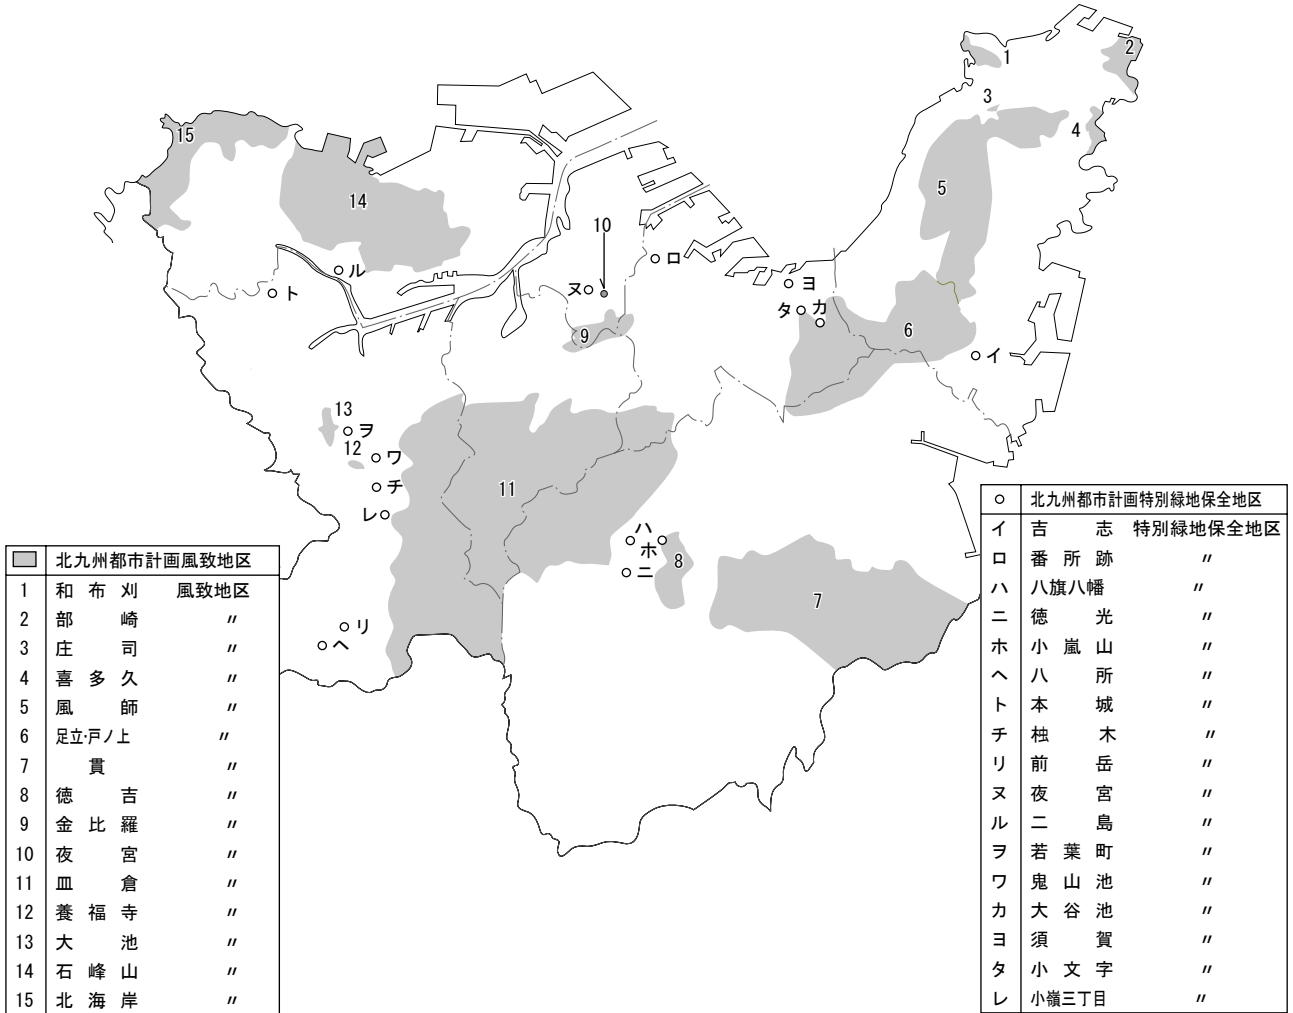 1
2
3
4
5
6
7
8
9
10
11
12
13
14
15
イ
ロ
ハ
ホ
ニ
ヘ
ト
チ
リ
ヌ
ル
ヲ
ワ
カ
ヨ
タ
レ
北九州都市計画風致地区
1 和布刈 風致地区
2 部崎 〃
3 庄司 〃
4 喜多久 〃
5 風師 〃
6 足立・戸ノ上 〃
7 貫 〃
8 徳吉 〃
9 金比羅 〃
10 夜宮 〃
11 皿倉 〃
12 養福寺 〃
13 大池 〃
14 石峰山 〃
15 北海岸 〃
○ 北九州都市計画特別緑地保全地区
イ 吉志 特別緑地保全地区
ロ 番所跡 〃
ハ 八旗八幡 〃
ニ 徳光 〃
ホ 小嵐山 〃
ヘ 八所 〃
ト 本城 〃
チ 柚木 〃
リ 前岳 〃
ヌ 夜宮 〃
ル 二島 〃
ヲ 若葉町 〃
ワ 鬼山池 〃
カ 大谷池 〃
ヨ 須賀 〃
タ 小文字 〃
レ 小嶺三丁目 〃